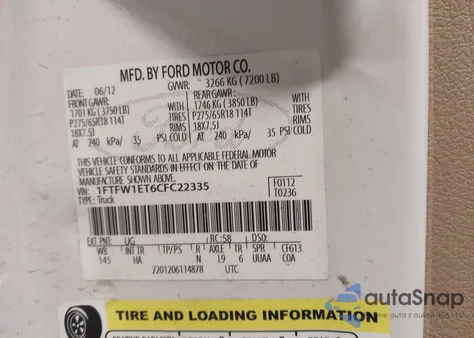 MFD. BY FORD MOTOR CO.
DATE: 06/12 GVWR: 3266 KG ( 7200 LB)
FRONT GAWR: REAR GAWR:
1701 KG ( 3750 LB) WITH 1746 KG ( 3850 LB) WITH
P275/65R18 114T TIRES P275/65R18 114T TIRES
18X7.5J RIMS 18X7.5J RIMS
AT 240 kPa/ 35 PSI COLD AT 240 kPa/ 35 PSI COLD
THIS VEHICLE CONFORMS TO ALL APPLICABLE FEDERAL MOTOR
VEHICLE SAFETY STANDARDS IN EFFECT ON THE DATE OF
MANUFACTURE SHOWN ABOVE.
VIN: 1FTFW1ET6CFC22335 F0112
TYPE: Truck T0236
EXT PNT: UG RC: 58 DSO:
WB INT TR TP/PS R AXLE TR SPR CF613
145 HA N L9 6 UUAA COA
2201206114878 UTC
TIRE AND LOADING INFORMATION
autoSnap